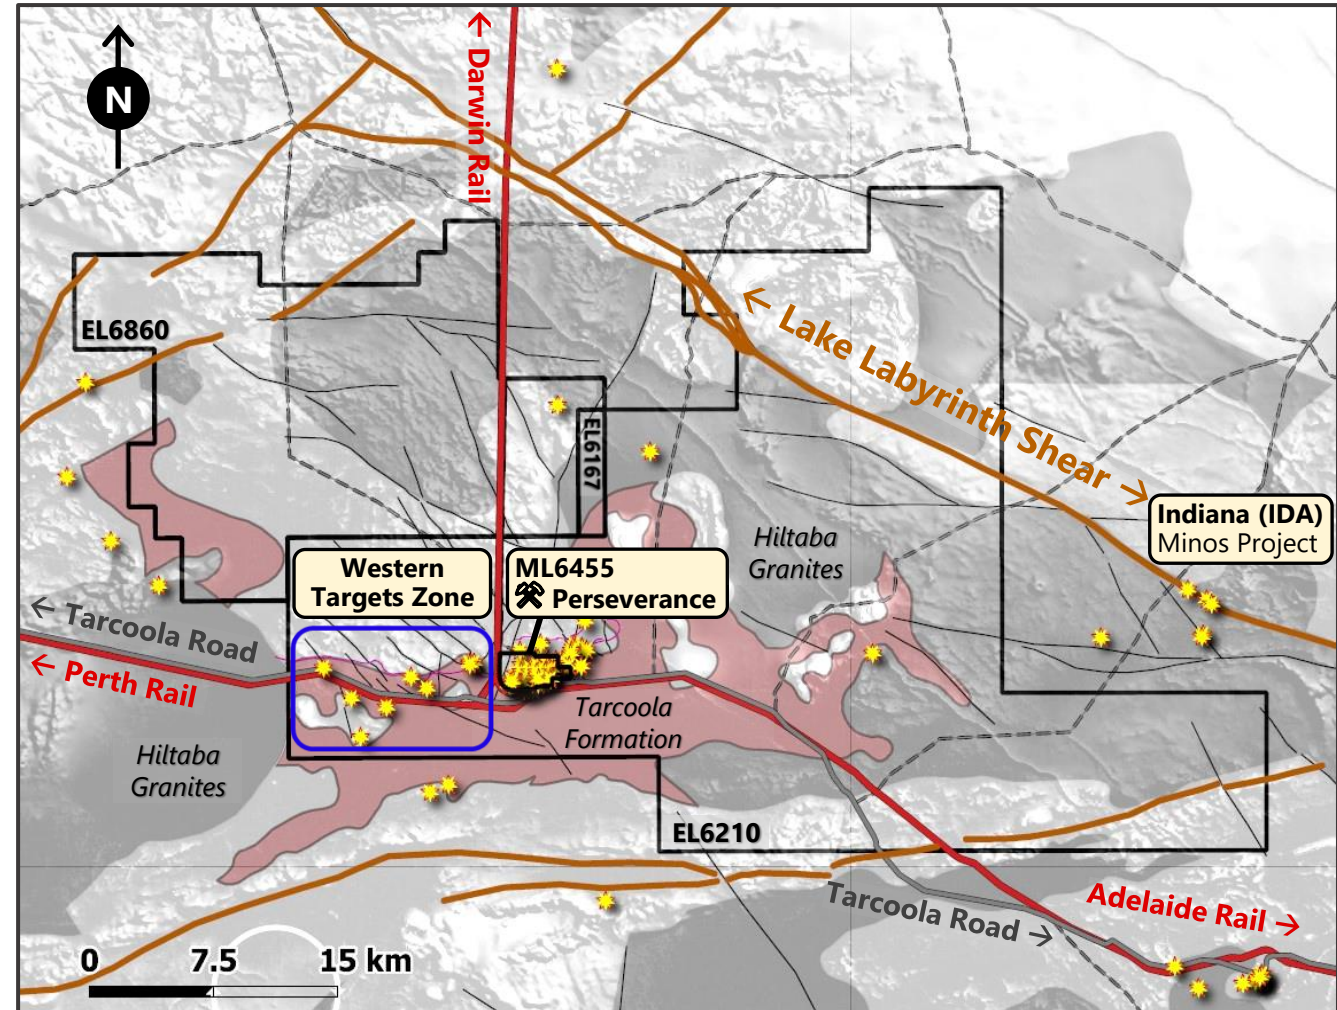 N
← Darwin Rail
EL6860
← Lake Labyrinth Shear →
EL6167
Indiana (IDA)
Minos Project
Hiltaba
Granites
Western
Targets Zone
ML6455
Perseverance
← Tarcoola Road
← Perth Rail
Tarcoola
Formation
Hiltaba
Granites
EL6210
Tarcoola Road →
Adelaide Rail →
0 7.5 15 km